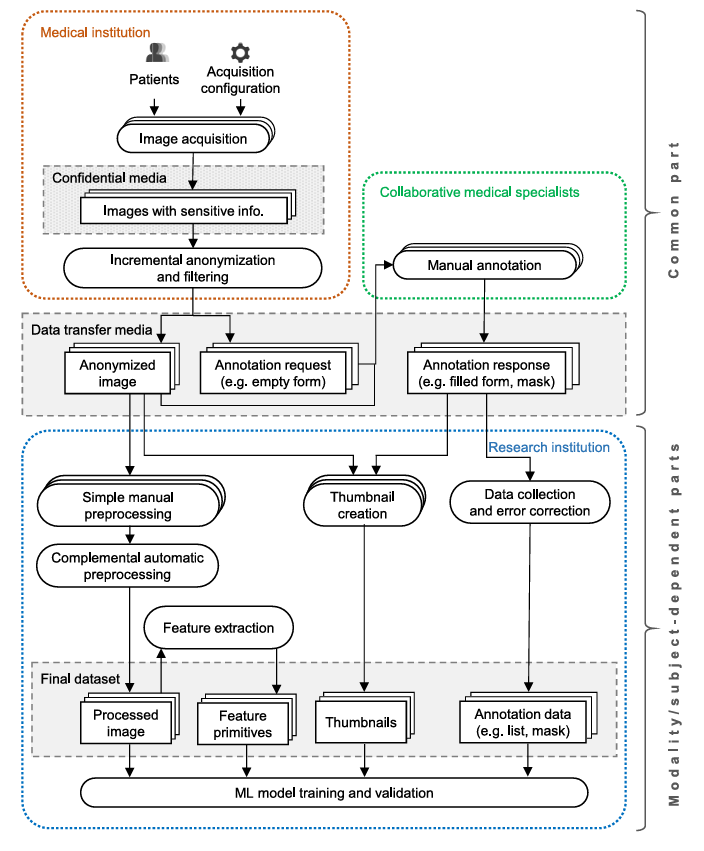 Medical institution
Patients
Acquisition
configuration
Image acquisition
Confidential media
Images with sensitive info.
Incremental anonymization
and filtering
Collaborative medical specialists
Manual annotation
Common part
Data transfer media
Anonymized
image
Annotation request
(e.g. empty form)
Annotation response
(e.g. filled form, mask)
Research institution
Simple manual
preprocessing
Thumbnail
creation
Data collection
and error correction
Complemental automatic
preprocessing
Feature extraction
Modality/subject-dependent parts
Final dataset
Processed
image
Feature
primitives
Thumbnails
Annotation data
(e.g. list, mask)
ML model training and validation